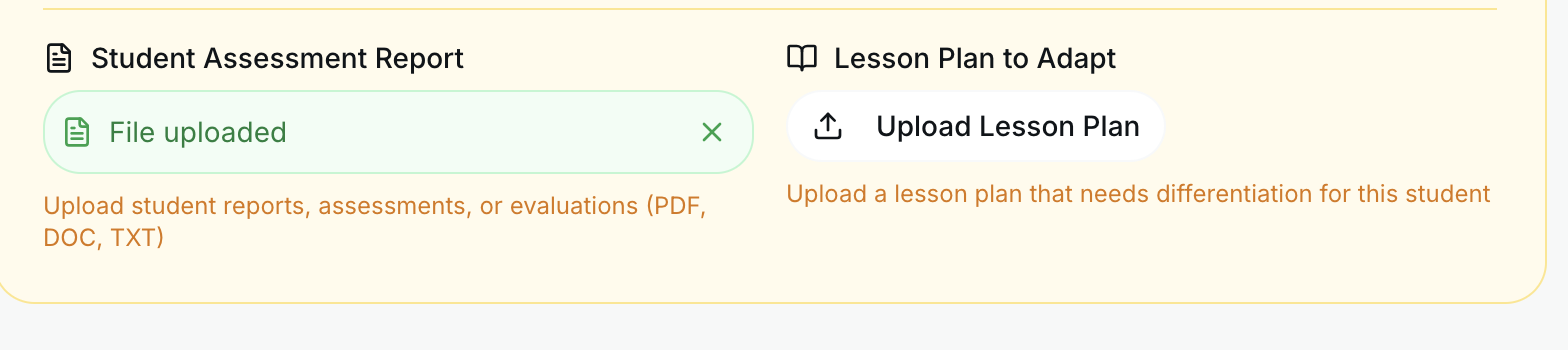 Student Assessment Report
File uploaded
Upload student reports, assessments, or evaluations (PDF,
DOC, TXT)
Lesson Plan to Adapt
Upload Lesson Plan
Upload a lesson plan that needs differentiation for this student